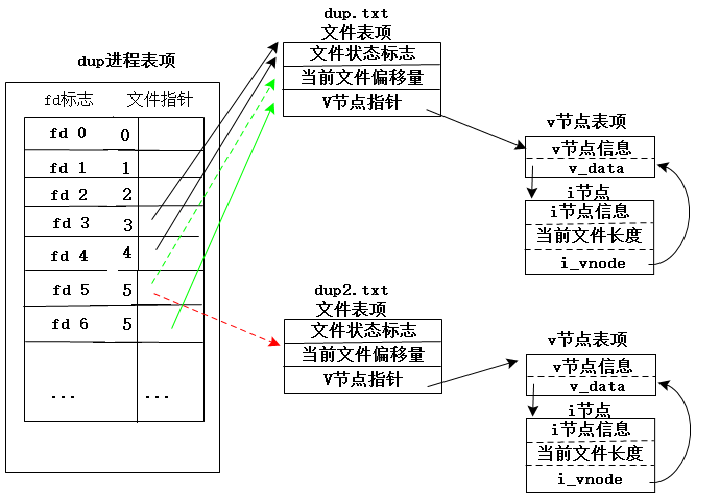 dup进程表项
fd标志 文件指针
fd 0 0
fd 1 1
fd 2 2
fd 3 3
fd 4 4
fd 5 5
fd 6 5
... ...
dup.txt
文件表项
文件状态标志
当前文件偏移量
V节点指针
v节点表项
v节点信息
v_data
i节点
i节点信息
当前文件长度
i_vnode
dup2.txt
文件表项
文件状态标志
当前文件偏移量
V节点指针
v节点表项
v节点信息
v_data
i节点
i节点信息
当前文件长度
i_vnode